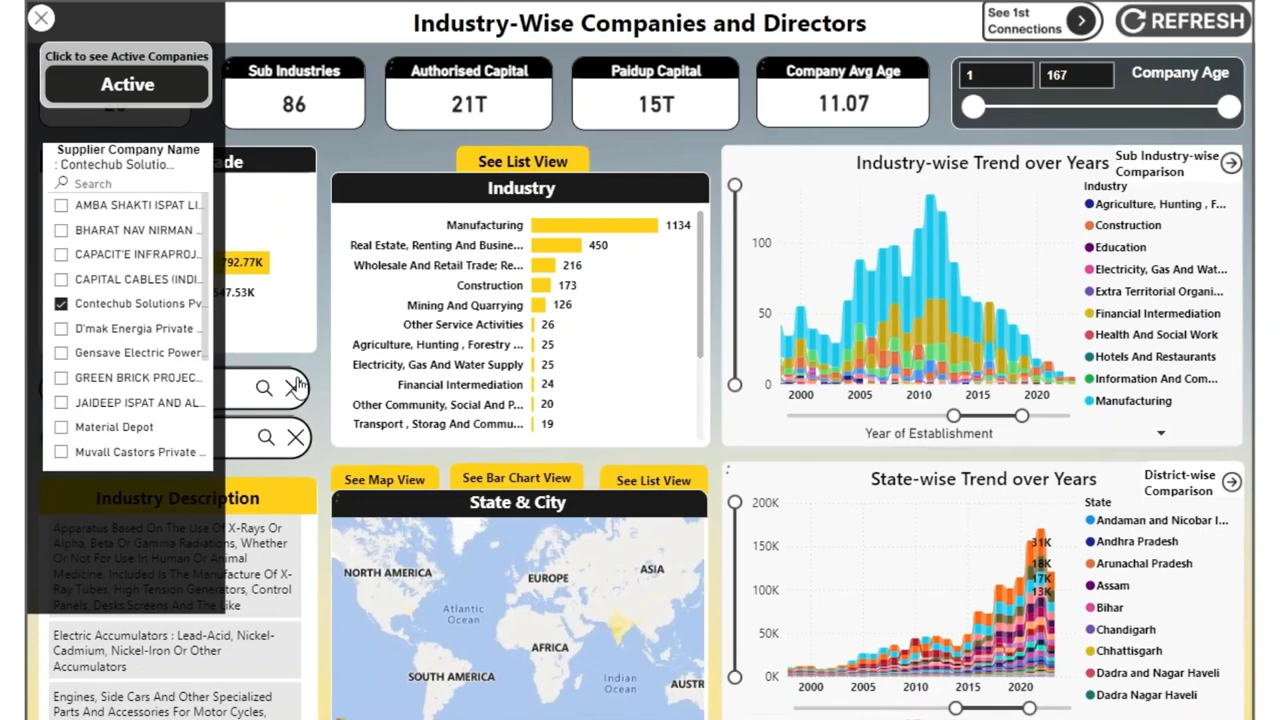 Industry-Wise Companies and Directors
See 1st
Connections
REFRESH
Click to see Active Companies
Active
Sub Industries
86
Authorised Capital
21T
Paidup Capital
15T
Company Avg Age
11.07
1
167
Company Age
Supplier Company Name
: Contechub Solutio...
Search
AMBA SHAKTI ISPAT LI...
BHARAT NAV NIRMAN ...
CAPACIT'E INFRAPROJ...
CAPITAL CABLES (INDI...
Contechub Solutions Pv...
D'mak Energia Private ...
Gensave Electric Power...
GREEN BRICK PROJEC...
JAIDEEP ISPAT AND AL...
Material Depot
Muvall Castors Private ...
ade
792.77K
547.53K
Industry Description
Apparatus Based On The Use Of X-Rays Or
Alpha, Beta Or Gamma Radiations, Whether
Or Not For Use In Human Or Animal
Medicine. Included Is The Manufacture Of X-
Ray Tubes, High Tension Generators, Control
Panels, Desks,Screens And The Like
Electric Accumulators : Lead-Acid, Nickel-
Cadmium, Nickel-Iron Or Other
Accumulators
Engines, Side Cars And Other Specialized
Parts And Accessories For Motor Cycles,
See List View
Industry
Manufacturing 1134
Real Estate, Renting And Busine... 450
Wholesale And Retail Trade; Re... 216
Construction 173
Mining And Quarrying 126
Other Service Activities 26
Agriculture, Hunting , Forestry ... 25
Electricity, Gas And Water Supply 25
Financial Intermediation 24
Other Community, Social And P... 20
Transport , Storag And Commu... 19
See Map View
See Bar Chart View
See List View
State & City
NORTH AMERICA
EUROPE
ASIA
Atlantic
Ocean
AFRICA
SOUTH AMERICA
Indian
Ocean
AUSTR
Industry-wise Trend over Years
Sub Industry-wise
Comparison
Industry
Agriculture, Hunting , F...
Construction
Education
Electricity, Gas And Wat...
Extra Territorial Organi...
Financial Intermediation
Health And Social Work
Hotels And Restaurants
Information And Com...
Manufacturing
100
50
0
2000 2005 2010 2015 2020
Year of Establishment
State-wise Trend over Years
District-wise
Comparison
State
Andaman and Nicobar I...
Andhra Pradesh
Arunachal Pradesh
Assam
Bihar
Chandigarh
Chhattisgarh
Dadra and Nagar Haveli
Dadra Nagar Haveli
200K
150K
100K
50K
0K
31K
18K
17K
13K
2000 2005 2010 2015 2020